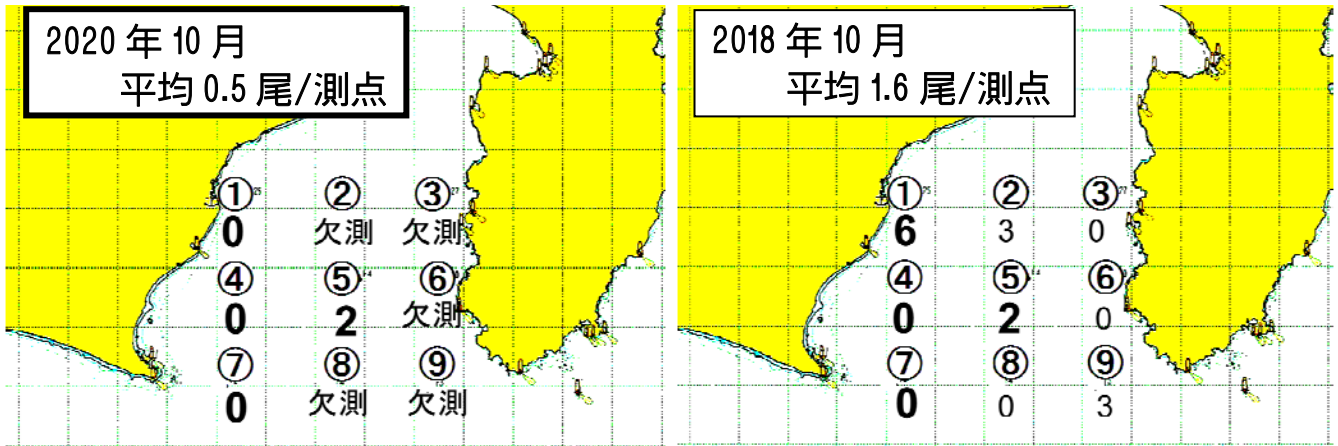 2020 年 10 月
平均 0.5 尾/測点
① ② ③
0 欠測 欠測
④ ⑤ ⑥
0 2 欠測
⑦ ⑧ ⑨
0 欠測 欠測
2018 年 10 月
平均 1.6 尾/測点
① ② ③
6 3 0
④ ⑤ ⑥
0 2 0
⑦ ⑧ ⑨
0 0 3